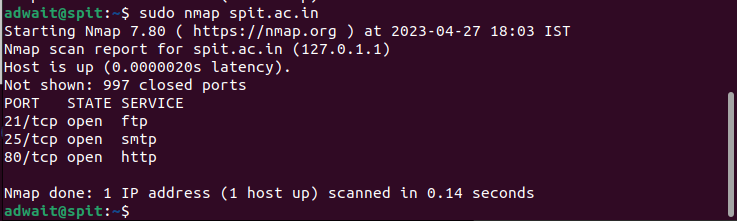 adwait@spit:~$ sudo nmap spit.ac.in
Starting Nmap 7.80 ( https://nmap.org ) at 2023-04-27 18:03 IST
Nmap scan report for spit.ac.in (127.0.1.1)
Host is up (0.0000020s latency).
Not shown: 997 closed ports
PORT   STATE SERVICE
21/tcp open  ftp
25/tcp open  smtp
80/tcp open  http
Nmap done: 1 IP address (1 host up) scanned in 0.14 seconds
adwait@spit:~$